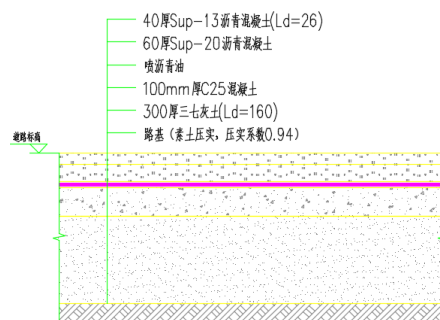 40厚Sup-13沥青混凝土(Ld=26)
60厚Sup-20沥青混凝土
喷沥青油
100mm厚C25混凝土
300厚三七灰土(Ld=160)
路基(素土压实,压实系数0.94)
道路标高